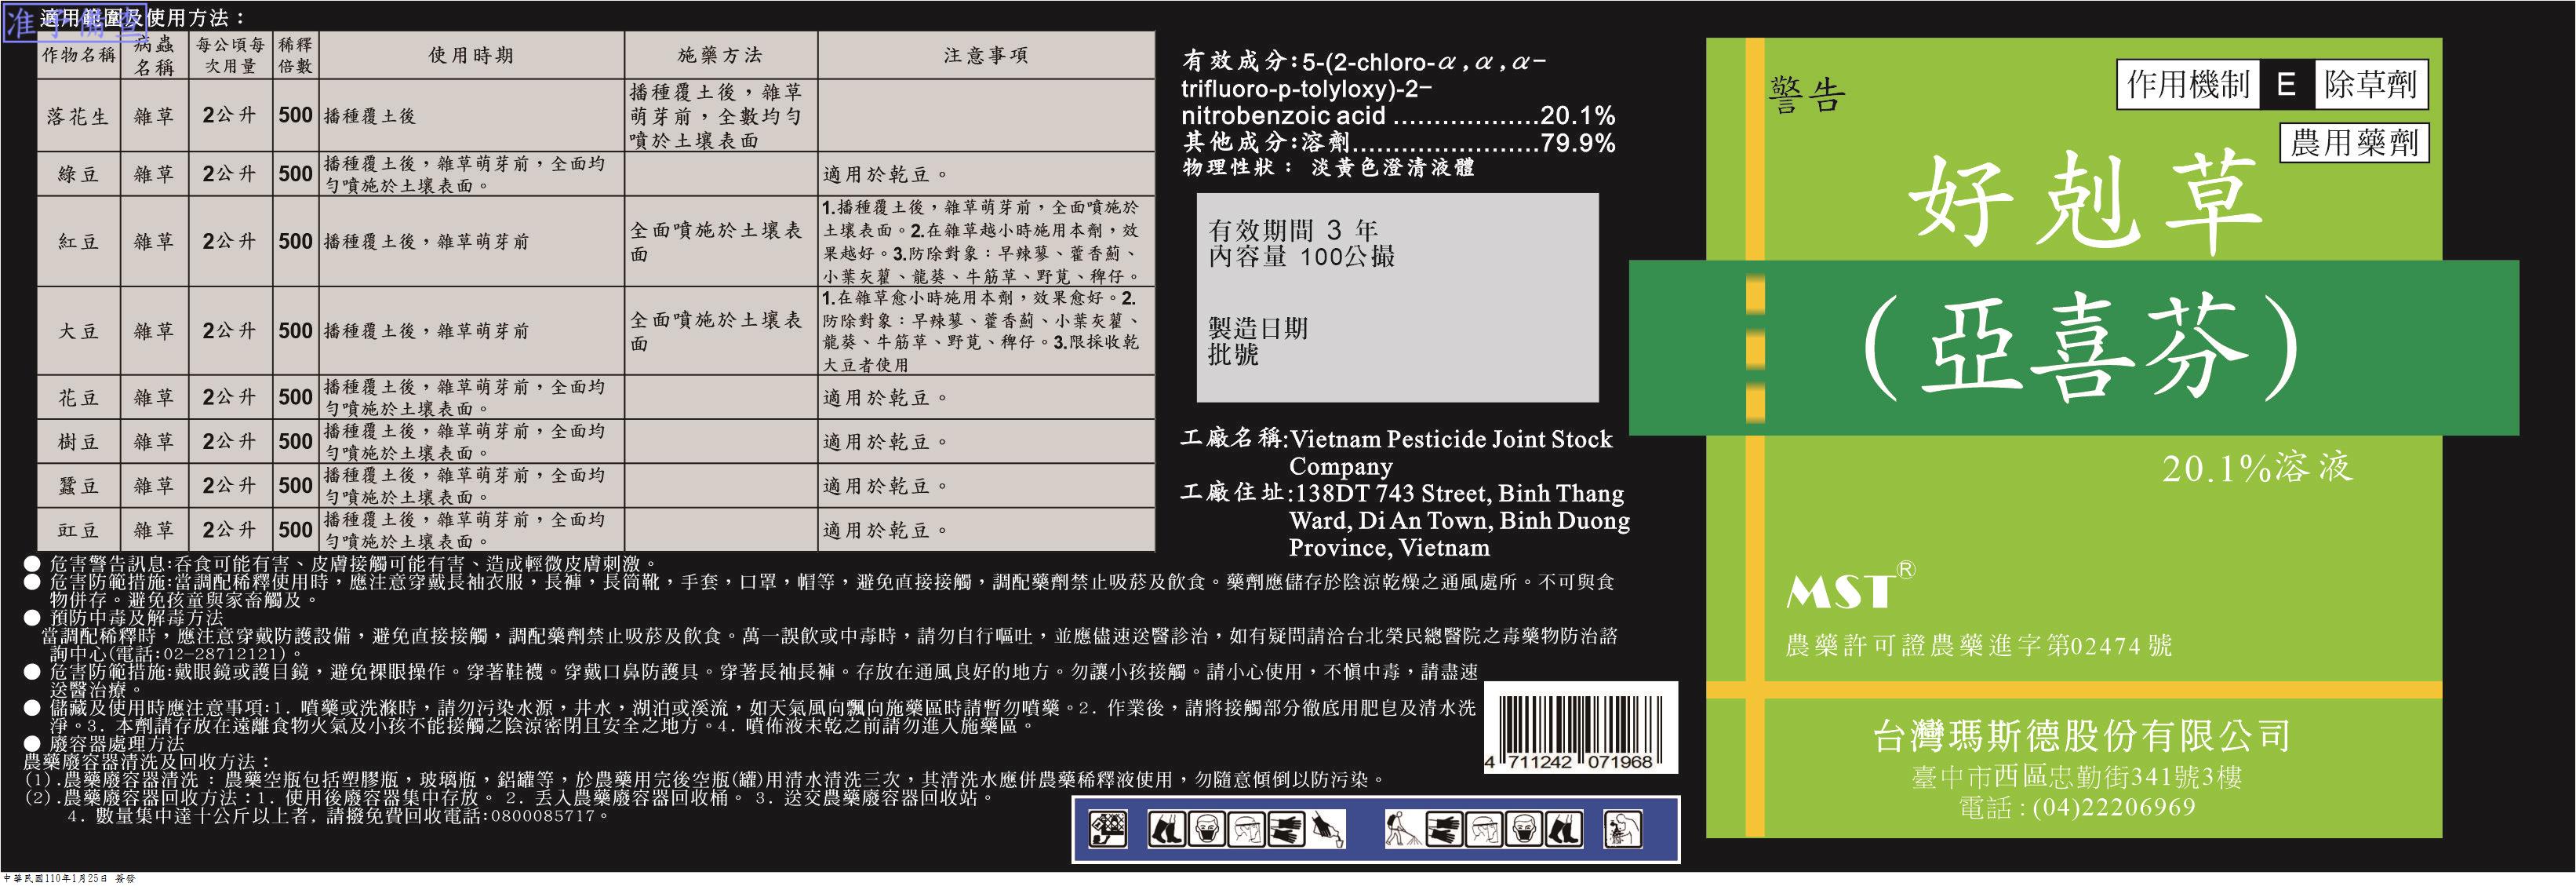 准予備查
適用範圍及使用方法：
作物名稱 病蟲名稱 每公頃每次用量 稀釋倍數 使用時期 施藥方法 注意事項
落花生 雜草 2公升 500 播種覆土後 播種覆土後，雜草萌芽前，全數均勻噴於土壤表面
綠豆 雜草 2公升 500 播種覆土後，雜草萌芽前，全面均勻噴施於土壤表面。 適用於乾豆。
紅豆 雜草 2公升 500 播種覆土後，雜草萌芽前 全面噴施於土壤表面 1.播種覆土後，雜草萌芽前，全面噴施於土壤表面。2.在雜草越小時施用本劑，效果越好。3.防除對象：早辣蓼、藿香薊、小葉灰藋、龍葵、牛筋草、野莧、稗仔。
大豆 雜草 2公升 500 播種覆土後，雜草萌芽前 全面噴施於土壤表面 1.在雜草愈小時施用本劑，效果愈好。2.防除對象：早辣蓼、藿香薊、小葉灰藋、龍葵、牛筋草、野莧、稗仔。3.限採收乾大豆者使用
花豆 雜草 2公升 500 播種覆土後，雜草萌芽前，全面均勻噴施於土壤表面。 適用於乾豆。
樹豆 雜草 2公升 500 播種覆土後，雜草萌芽前，全面均勻噴施於土壤表面。 適用於乾豆。
蠶豆 雜草 2公升 500 播種覆土後，雜草萌芽前，全面均勻噴施於土壤表面。 適用於乾豆。
豇豆 雜草 2公升 500 播種覆土後，雜草萌芽前，全面均勻噴施於土壤表面。 適用於乾豆。
● 危害警告訊息:吞食可能有害、皮膚接觸可能有害、造成輕微皮膚刺激。
● 危害防範措施:當調配稀釋使用時，應注意穿戴長袖衣服，長褲，長筒靴，手套，口罩，帽等，避免直接接觸，調配藥劑禁止吸菸及飲食。藥劑應儲存於陰涼乾燥之通風處所。不可與食
物併存。避免孩童與家畜觸及。
● 預防中毒及解毒方法
當調配稀釋時，應注意穿戴防護設備，避免直接接觸，調配藥劑禁止吸菸及飲食。萬一誤飲或中毒時，請勿自行嘔吐，並應儘速送醫診治，如有疑問請洽台北榮民總醫院之毒藥物防治諮
詢中心(電話:02-28712121)。
● 危害防範措施:戴眼鏡或護目鏡，避免裸眼操作。穿著鞋襪。穿戴口鼻防護具。穿著長袖長褲。存放在通風良好的地方。勿讓小孩接觸。請小心使用，不慎中毒，請盡速
送醫治療。
● 儲藏及使用時應注意事項:1. 噴藥或洗滌時，請勿污染水源，井水，湖泊或溪流，如天氣風向飄向施藥區時請暫勿噴藥。2. 作業後，請將接觸部分徹底用肥皂及清水洗
淨。3. 本劑請存放在遠離食物火氣及小孩不能接觸之陰涼密閉且安全之地方。4. 噴佈液未乾之前請勿進入施藥區。
● 廢容器處理方法
農藥廢容器清洗及回收方法：
(1).農藥廢容器清洗 : 農藥空瓶包括塑膠瓶，玻璃瓶，鋁罐等，於農藥用完後空瓶(罐)用清水清洗三次，其清洗水應併農藥稀釋液使用，勿隨意傾倒以防污染。
(2).農藥廢容器回收方法：1. 使用後廢容器集中存放。 2. 丟入農藥廢容器回收桶。 3. 送交農藥廢容器回收站。
4. 數量集中達十公斤以上者, 請撥免費回收電話:0800085717。
有效成分:5-(2-chloro-α,α,α-
trifluoro-p-tolyloxy)-2-
nitrobenzoic acid ..................20.1%
其他成分:溶劑.......................79.9%
物理性狀： 淡黃色澄清液體
有效期間 3 年
內容量 100公撮
製造日期
批號
工廠名稱:Vietnam Pesticide Joint Stock
Company
工廠住址:138DT 743 Street, Binh Thang
Ward, Di An Town, Binh Duong
Province, Vietnam
4 711242 071968
警告
作用機制 E 除草劑
農用藥劑
好剋草
(亞喜芬)
20.1%溶液
MST®
農藥許可證農藥進字第02474號
台灣瑪斯德股份有限公司
臺中市西區忠勤街341號3樓
電話:(04)22206969
中華民國110年1月25日 簽發